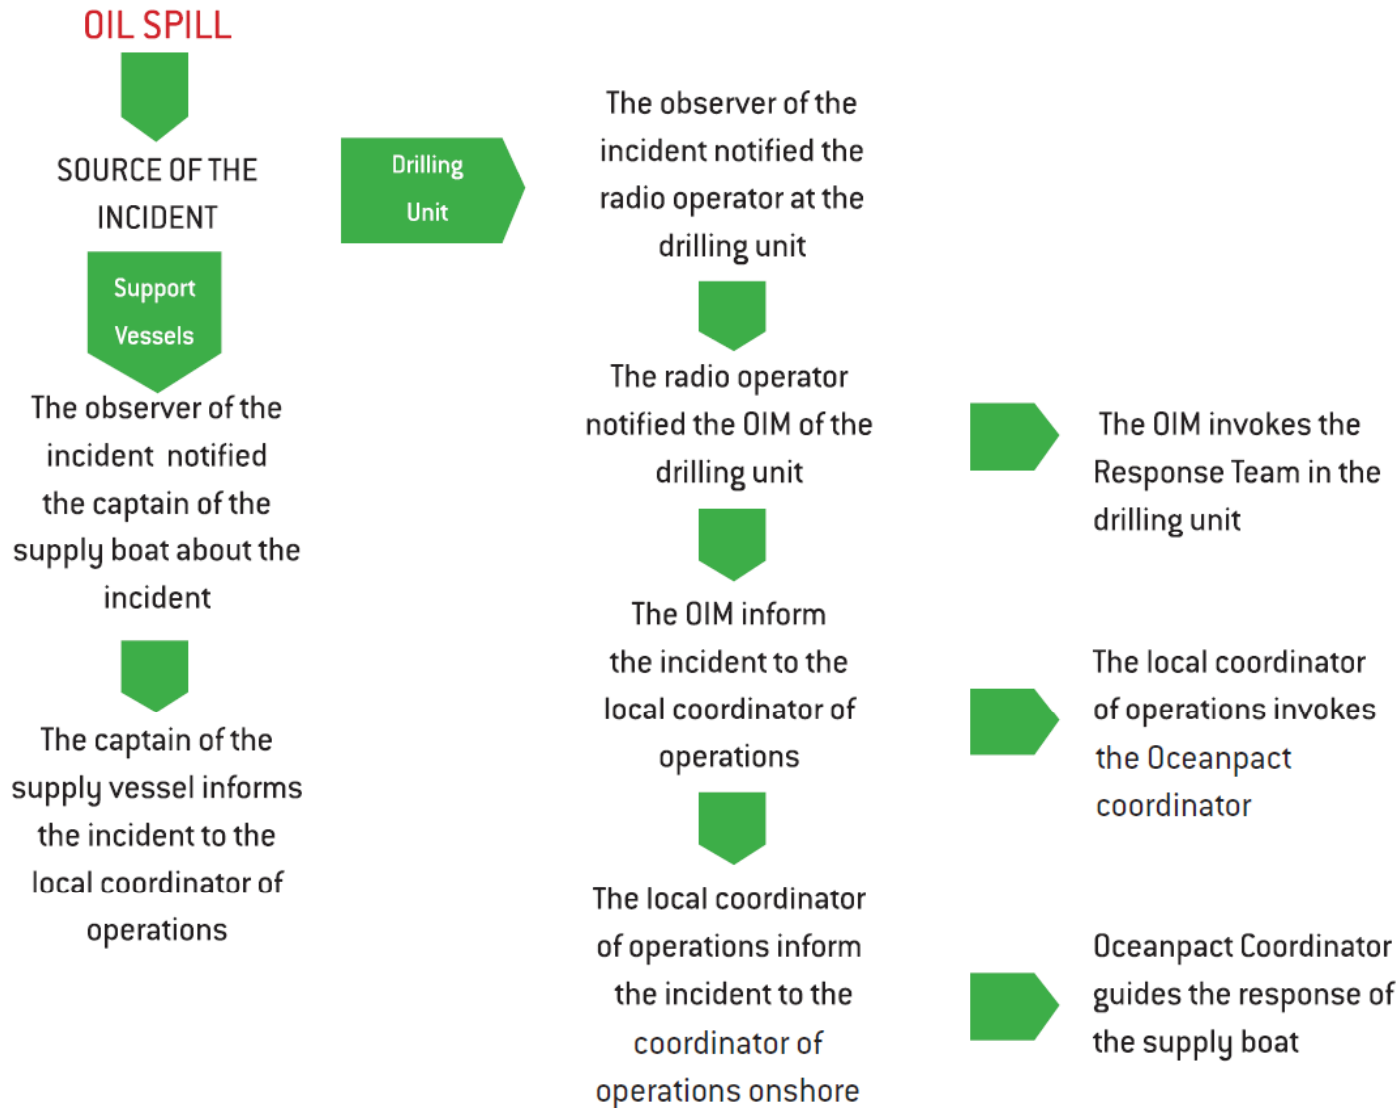 OIL SPILL
SOURCE OF THE
INCIDENT
Support
Vessels
The observer of the
incident notified
the captain of the
supply boat about the
incident
The captain of the
supply vessel informs
the incident to the
local coordinator of
operations
Drilling
Unit
The observer of the
incident notified the
radio operator at the
drilling unit
The radio operator
notified the OIM of the
drilling unit
The OIM invokes the
Response Team in the
drilling unit
The OIM inform
the incident to the
local coordinator of
operations
The local coordinator
of operations invokes
the Oceanpact
coordinator
The local coordinator
of operations inform
the incident to the
coordinator of
operations onshore
Oceanpact Coordinator
guides the response of
the supply boat